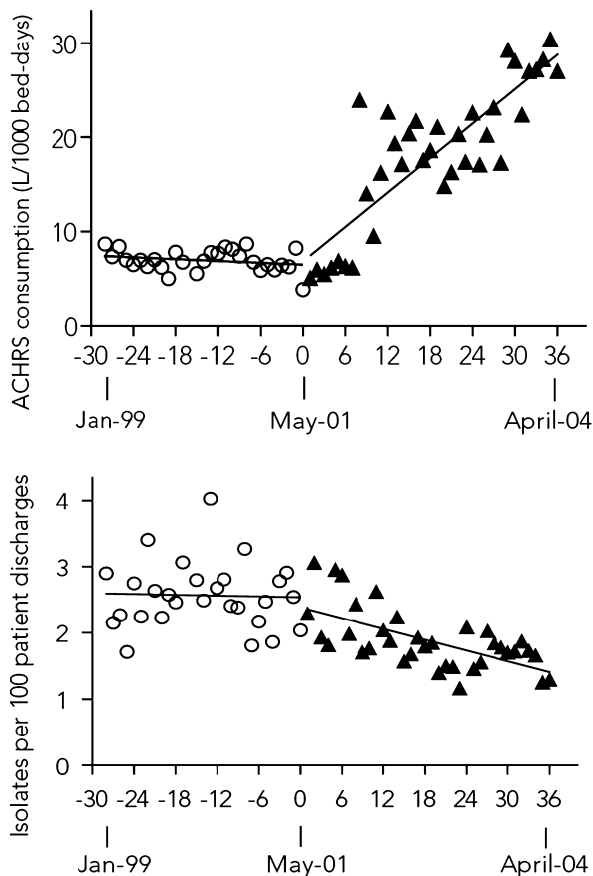 ACHRS consumption (L/1000 bed-days)
30
20
10
0
-30 -24 -18 -12 -6 0 6 12 18 24 30 36
Jan-99 May-01 April-04
Isolates per 100 patient discharges
4
3
2
1
0
-30 -24 -18 -12 -6 0 6 12 18 24 30 36
Jan-99 May-01 April-04